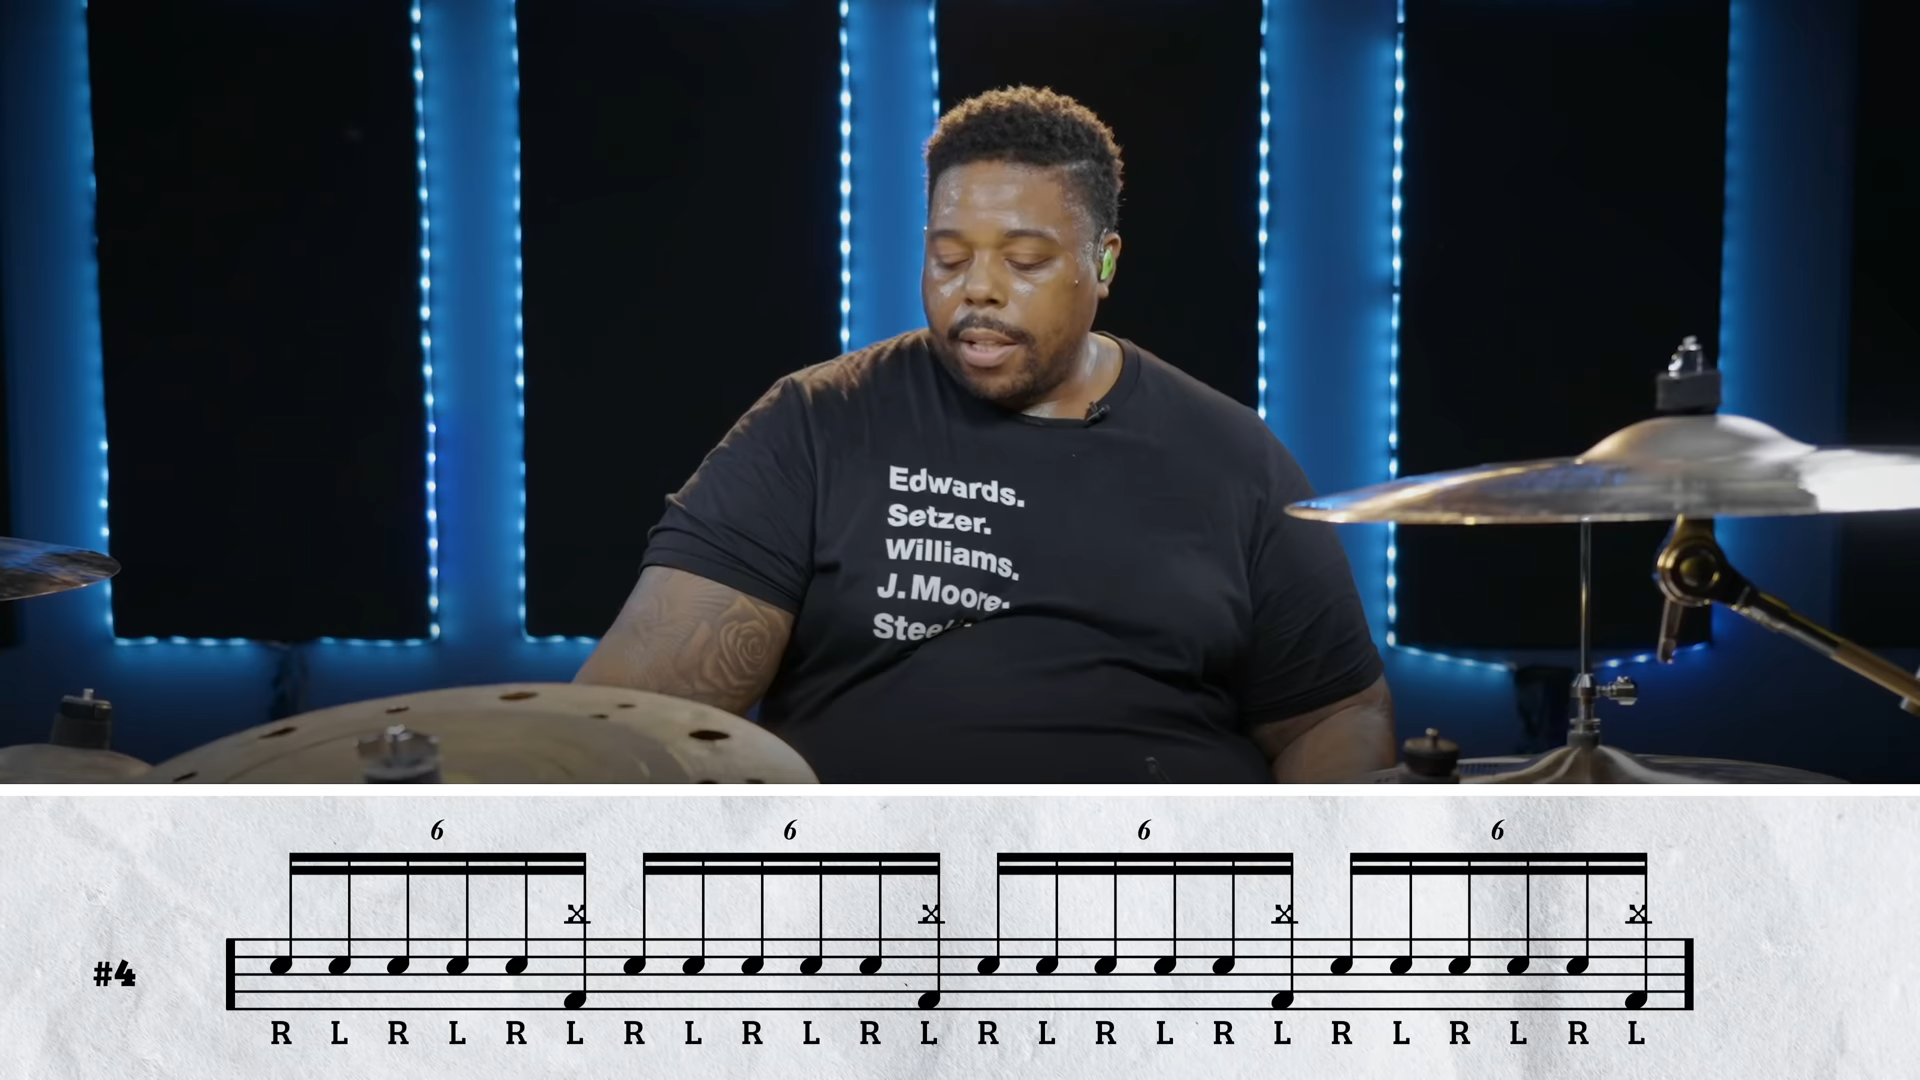 Edwards.
Setzer.
Williams.
J. Moore.
6 6 6 6
#4
R L R L R L R L R L R L R L R L R L R L R L R L